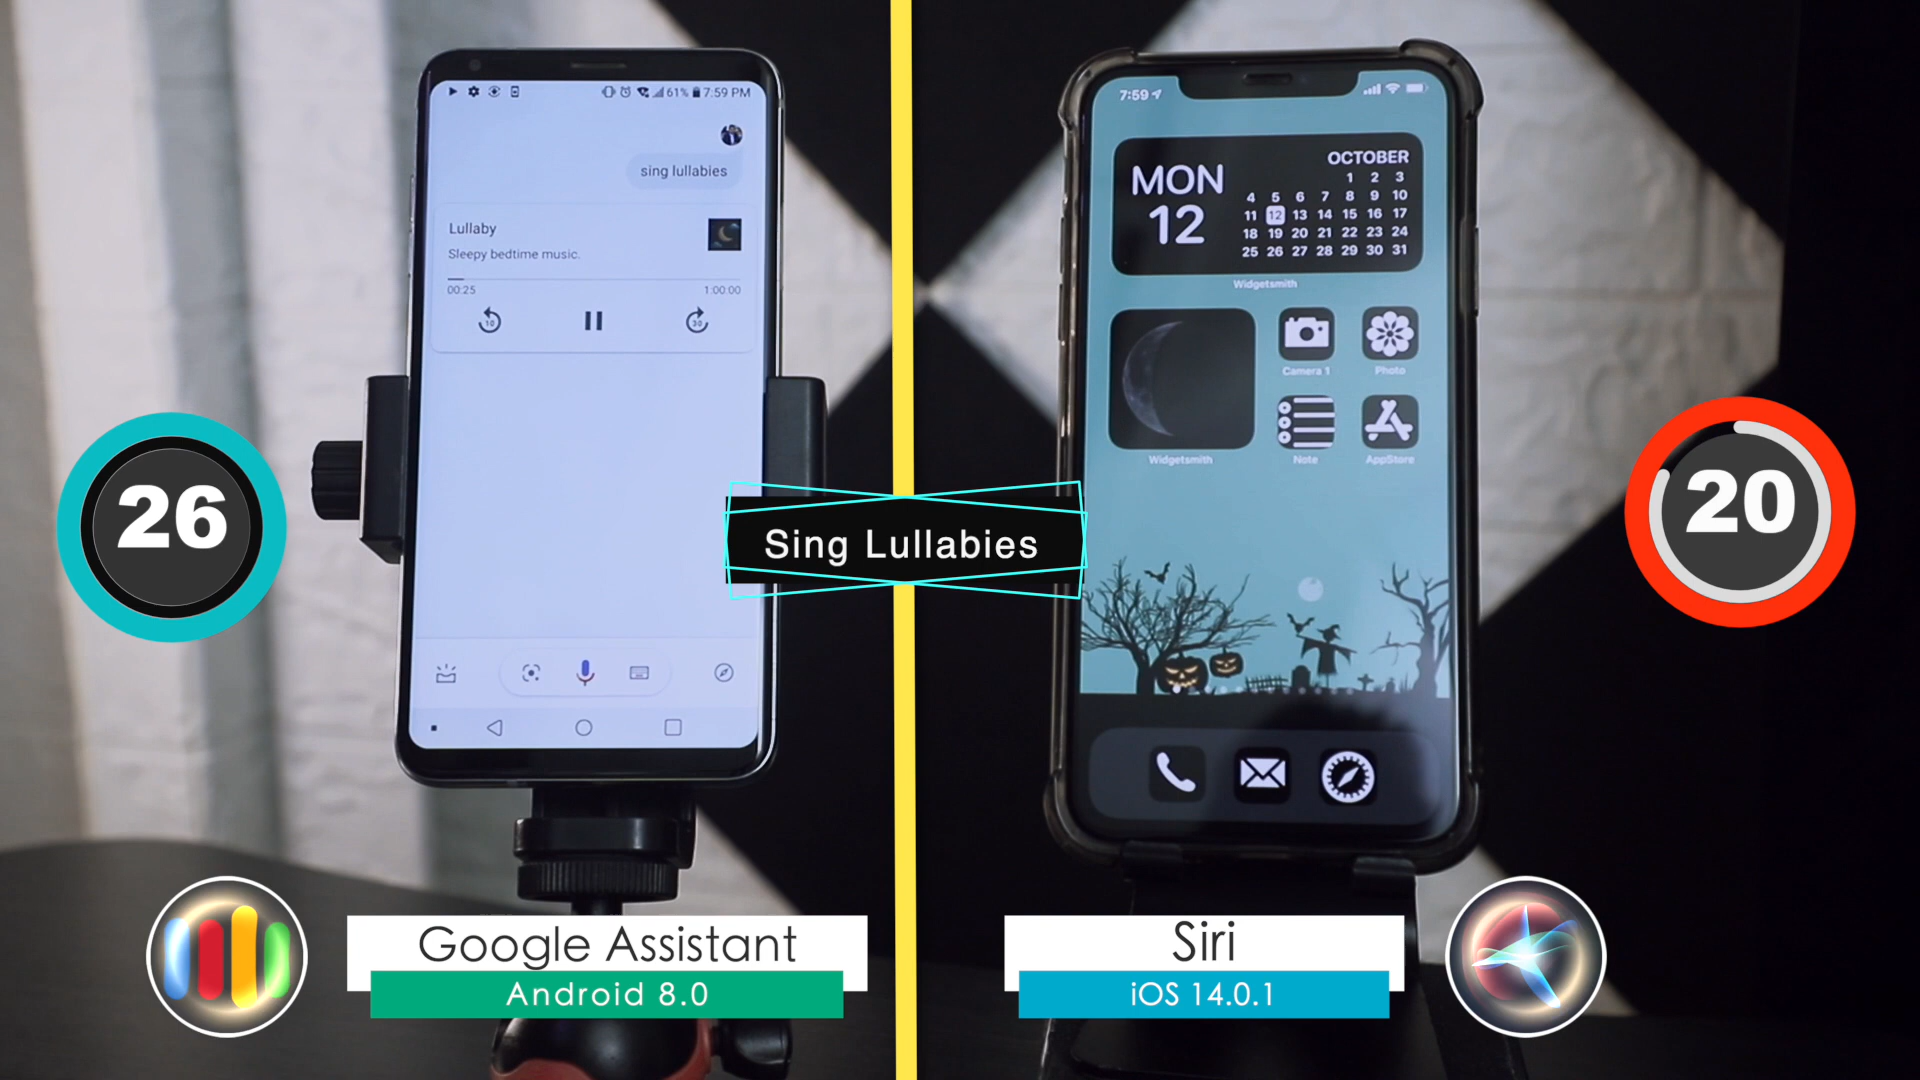 61% 7:59 PM
sing lullabies
Lullaby
Sleepy bedtime music.
00:25 1:00:00
10 30
7:59
MON
12
OCTOBER
1 2 3
4 5 6 7 8 9 10
11 12 13 14 15 16 17
18 19 20 21 22 23 24
25 26 27 28 29 30 31
Widgetsmith
Camera 1 Photo
Widgetsmith Note AppStore
26
Sing Lullabies
20
Google Assistant
Android 8.0
Siri
iOS 14.0.1